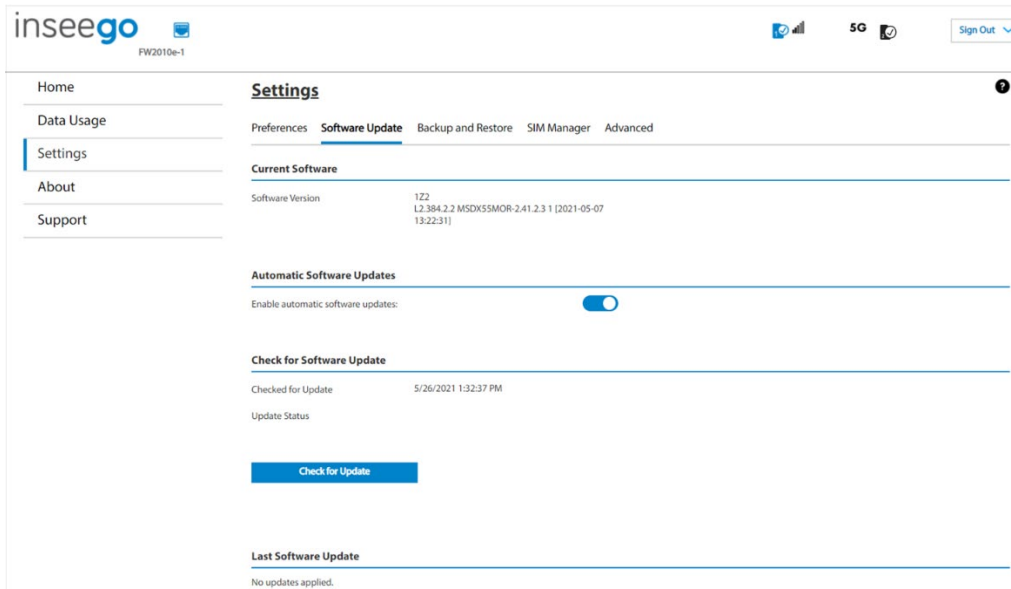 inseego
FW2010e-1
5G
Sign Out
Home
Data Usage
Settings
About
Support
Settings
?
Preferences Software Update Backup and Restore SIM Manager Advanced
Current Software
Software Version
1Z2
L2.384.2.2 MSDX55MOR-2.41.2.3 1 [2021-05-07
13:22:31]
Automatic Software Updates
Enable automatic software updates:
Check for Software Update
Checked for Update 5/26/2021 1:32:37 PM
Update Status
Check for Update
Last Software Update
No updates applied.